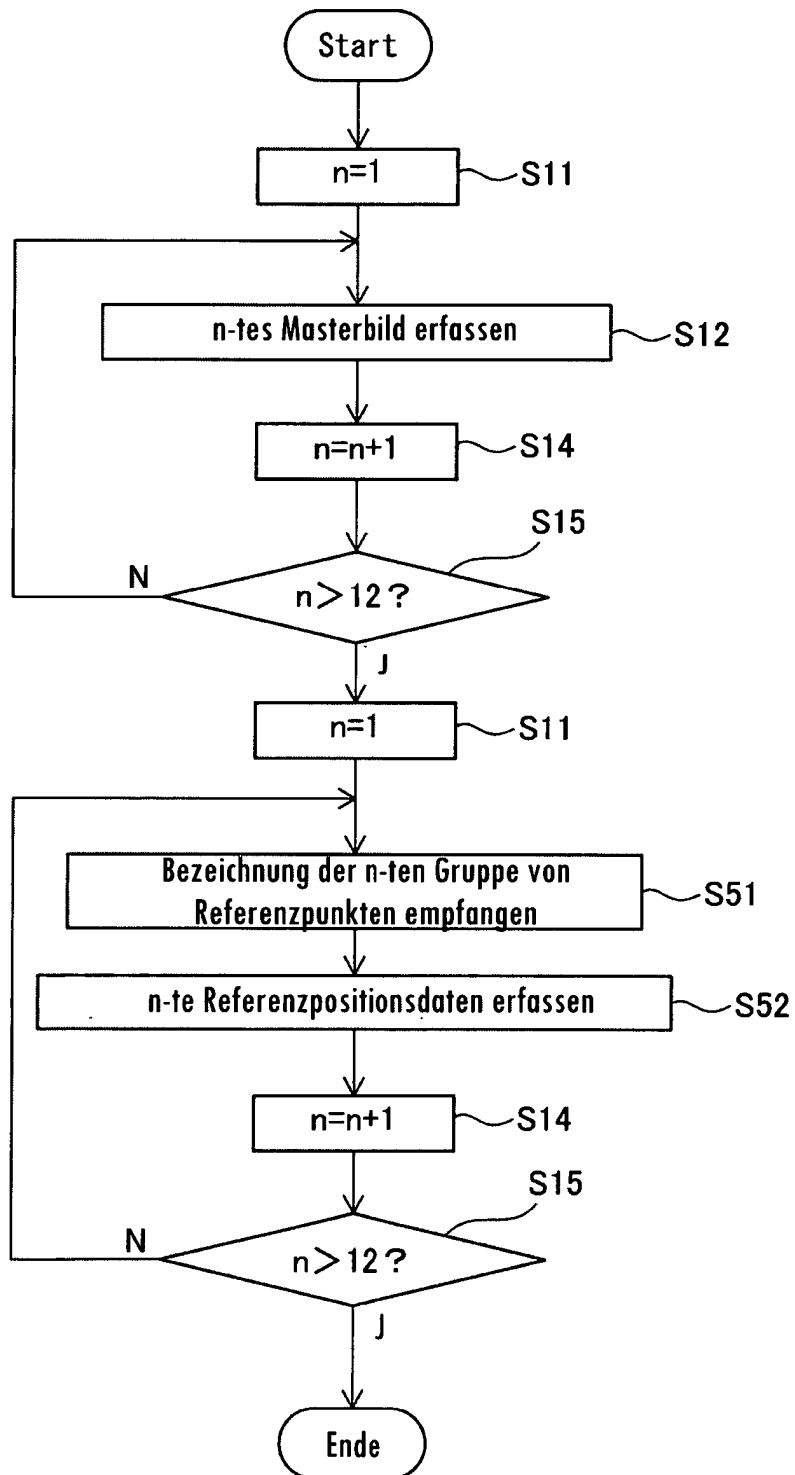 Start
n=1
S11
n-tes Masterbild erfassen
S12
n=n+1
S14
S15
N
n>12?
J
n=1
S11
Bezeichnung der n-ten Gruppe von
Referenzpunkten empfangen
S51
n-te Referenzpositionsdaten erfassen
S52
n=n+1
S14
S15
N
n>12?
J
Ende